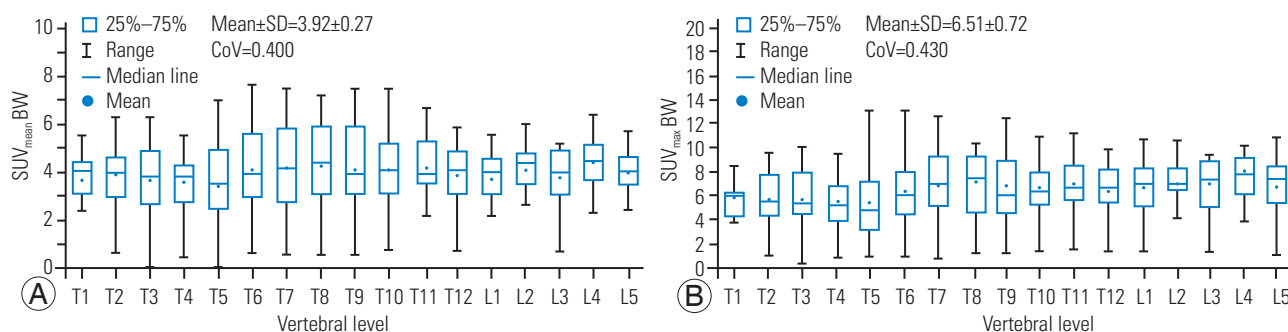 10
8
6
4
2
0
SUVmean BW
25%–75%
Range
Median line
Mean
Mean±SD=3.92±0.27
CoV=0.400
T1 T2 T3 T4 T5 T6 T7 T8 T9 T10 T11 T12 L1 L2 L3 L4 L5
Vertebral level
A
20
18
16
14
12
10
8
6
4
2
0
SUVmax BW
25%–75%
Range
Median line
Mean
Mean±SD=6.51±0.72
CoV=0.430
T1 T2 T3 T4 T5 T6 T7 T8 T9 T10 T11 T12 L1 L2 L3 L4 L5
Vertebral level
B